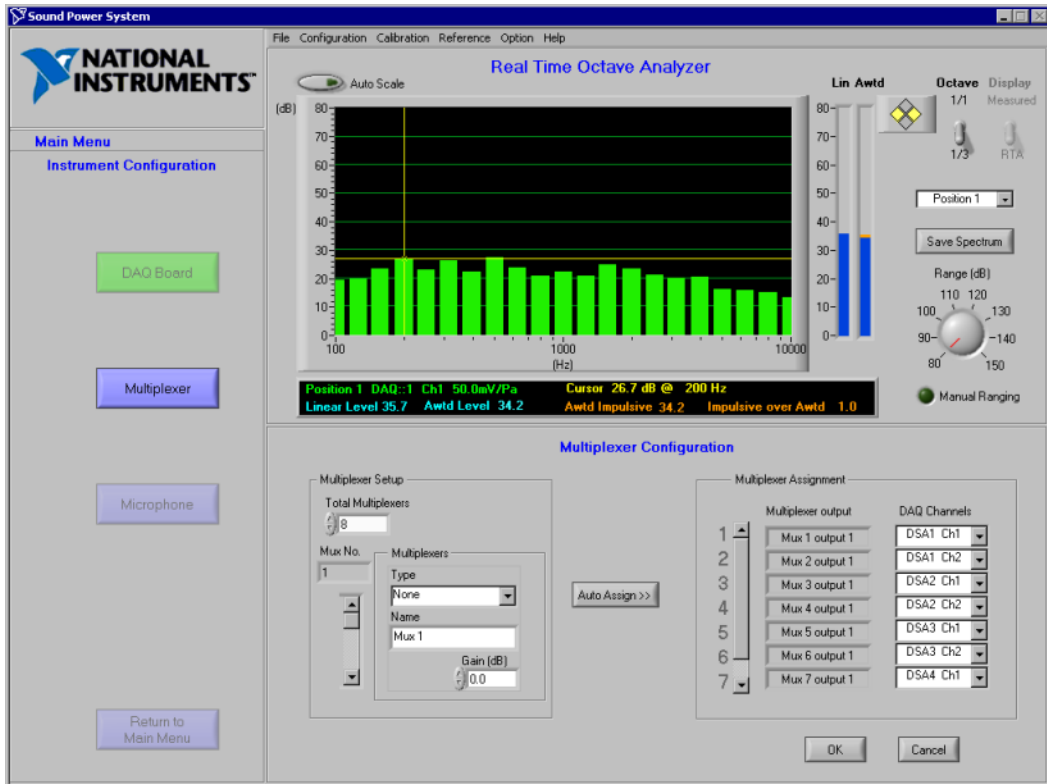 Sound Power System
NATIONAL
INSTRUMENTS™
File Configuration Calibration Reference Option Help
Main Menu
Instrument Configuration
DAQ Board
Multiplexer
Microphone
Return to
Main Menu
Real Time Octave Analyzer
Auto Scale
(dB)
80
70
60
50
40
30
20
10
0
100
1000
10000
(Hz)
Lin Awtd
80
70
60
50
40
30
20
10
0
Octave
1/1
1/3
Display
Measured
RTA
Position 1
Save Spectrum
Range (dB)
110 120
100 130
90 140
80 150
Manual Ranging
Position 1 DAQ::1 Ch1 50.0mV/Pa Cursor 26.7 dB @ 200 Hz
Linear Level 35.7 Awtd Level 34.2 Awtd Impulsive 34.2 Impulsive over Awtd 1.0
Multiplexer Configuration
Multiplexer Setup
Total Multiplexers
8
Mux No.
1
Multiplexers
Type
None
Name
Mux 1
Gain (dB)
0.0
Auto Assign >>
Multiplexer Assignment
Multiplexer output DAQ Channels
1 Mux 1 output 1 DSA1 Ch1
2 Mux 2 output 1 DSA1 Ch2
3 Mux 3 output 1 DSA2 Ch1
4 Mux 4 output 1 DSA2 Ch2
5 Mux 5 output 1 DSA3 Ch1
6 Mux 6 output 1 DSA3 Ch2
7 Mux 7 output 1 DSA4 Ch1
OK Cancel